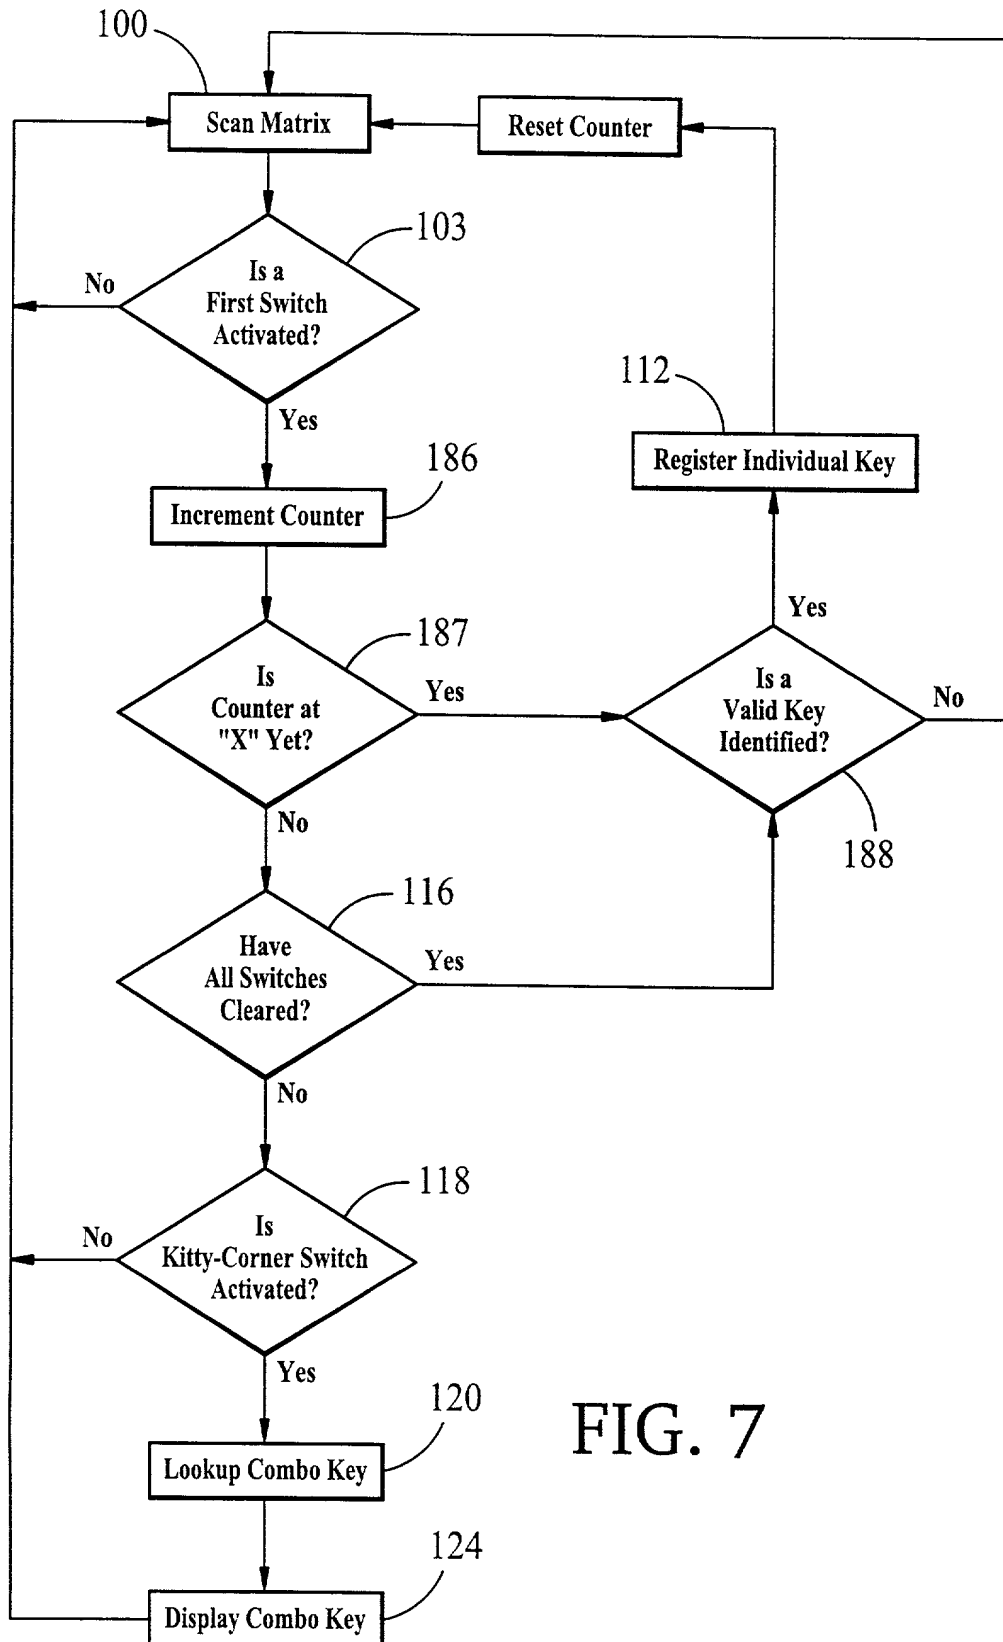 100
Scan Matrix
Reset Counter
103
Is a
First Switch
Activated?
No
Yes
112
Register Individual Key
186
Increment Counter
187
Is
Counter at
"X" Yet?
Yes
No
Yes
Is a
Valid Key
Identified?
No
188
116
Have
All Switches
Cleared?
Yes
No
118
Is
Kitty-Corner Switch
Activated?
No
Yes
120
Lookup Combo Key
124
Display Combo Key
FIG. 7